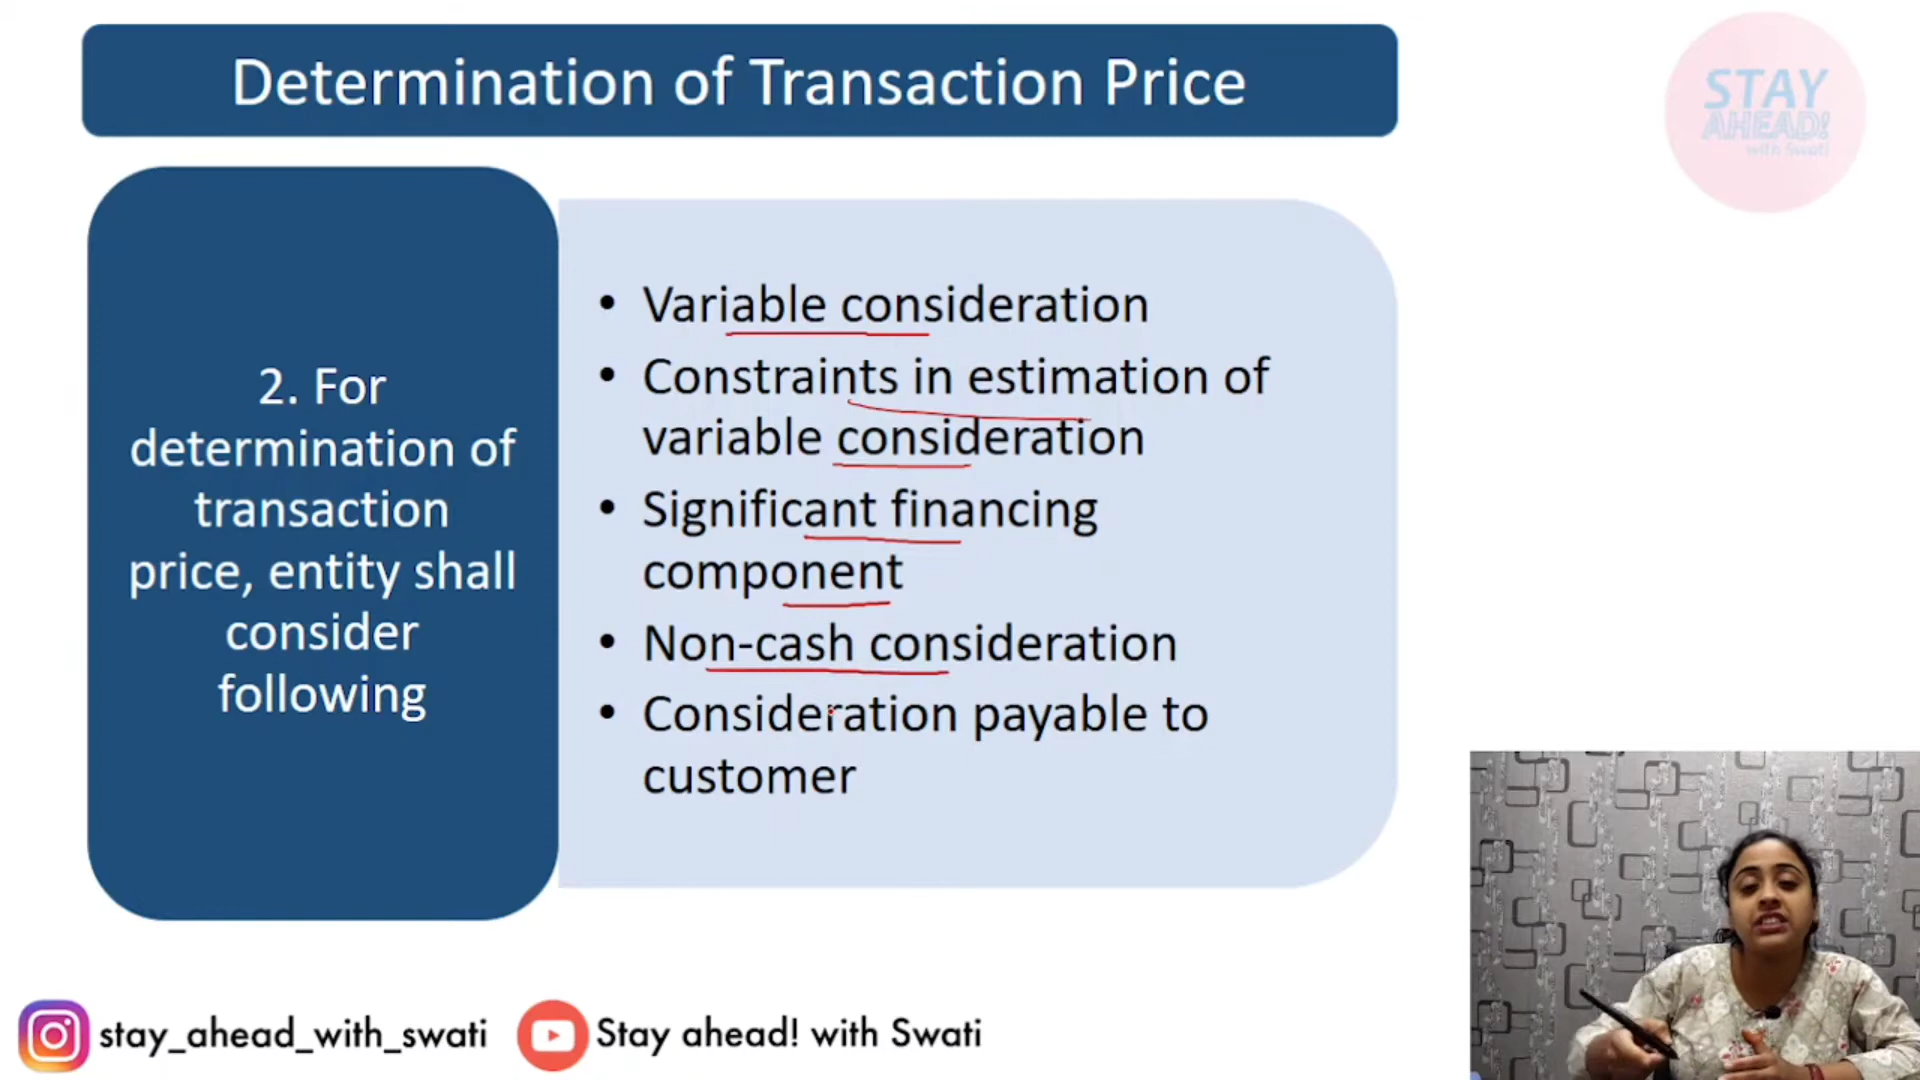 Determination of Transaction Price
STAY
AHEAD!
with Swati
2. For
determination of
transaction
price, entity shall
consider
following
• Variable consideration
• Constraints in estimation of
variable consideration
• Significant financing
component
• Non-cash consideration
• Consideration payable to
customer
stay_ahead_with_swati
Stay ahead! with Swati